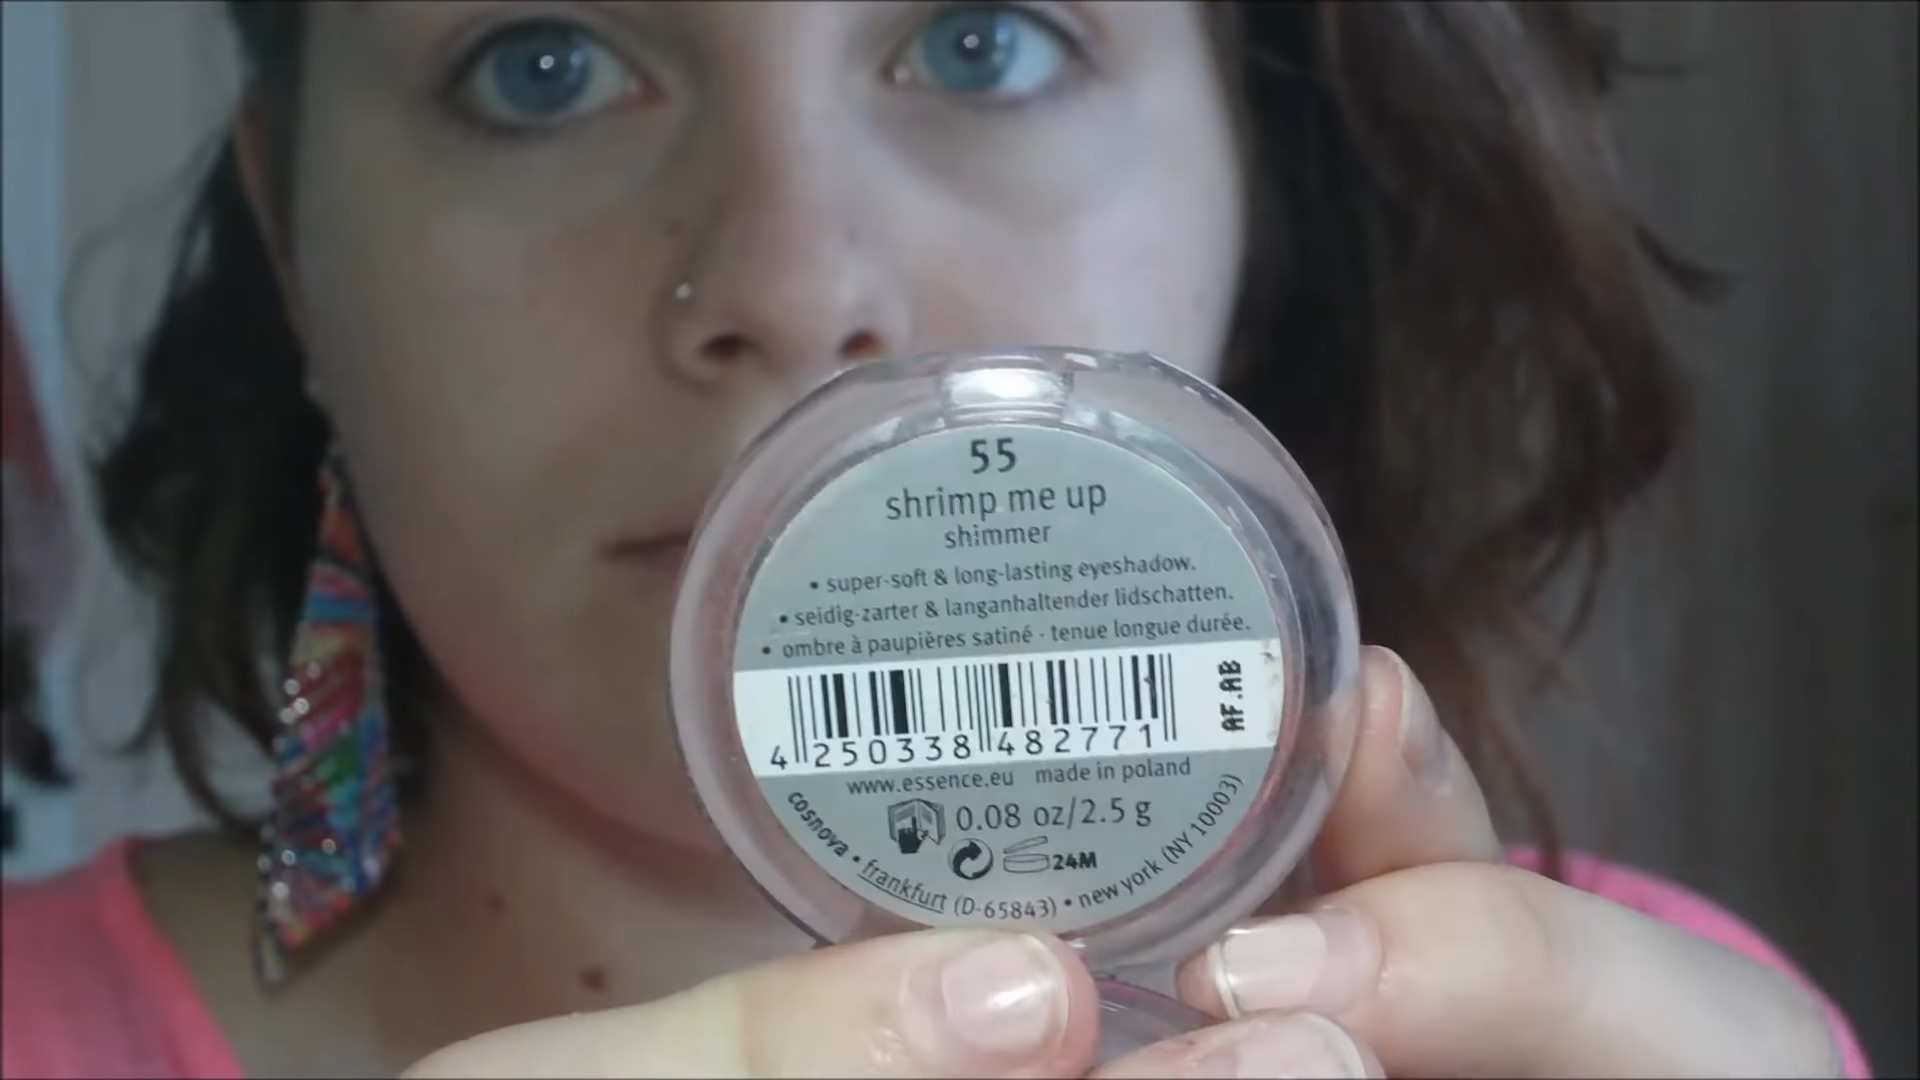 55
shrimp me up
shimmer
• super-soft & long-lasting eyeshadow.
• seidig-zarter & langanhaltender lidschatten.
• ombre à paupières satiné - tenue longue durée.
AF.AB
4 250338 482771
www.essence.eu made in poland
0.08 oz/2.5 g
24M
cosnova • frankfurt (D-65843) • new york (NY 10003)